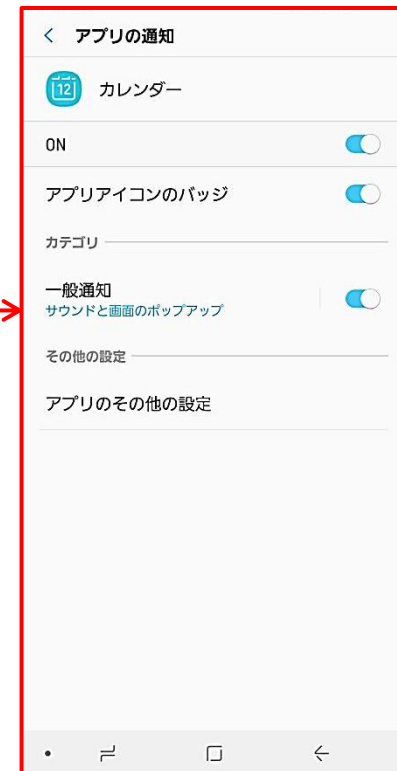 アプリの通知
12 カレンダー
ON
アプリアイコンのバッジ
カテゴリ
一般通知
サウンドと画面のポップアップ
その他の設定
アプリのその他の設定